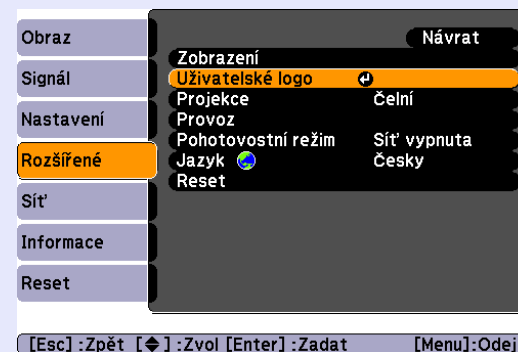 Obraz
Signál
Nastavení
Rozšířené
Síť
Informace
Reset
Návrat
Zobrazení
Uživatelské logo
Projekce Čelní
Provoz
Pohotovostní režim Síť vypnuta
Jazyk Česky
Reset
[Esc] :Zpět [ ] :Zvol [Enter] :Zadat [Menu]:Odej